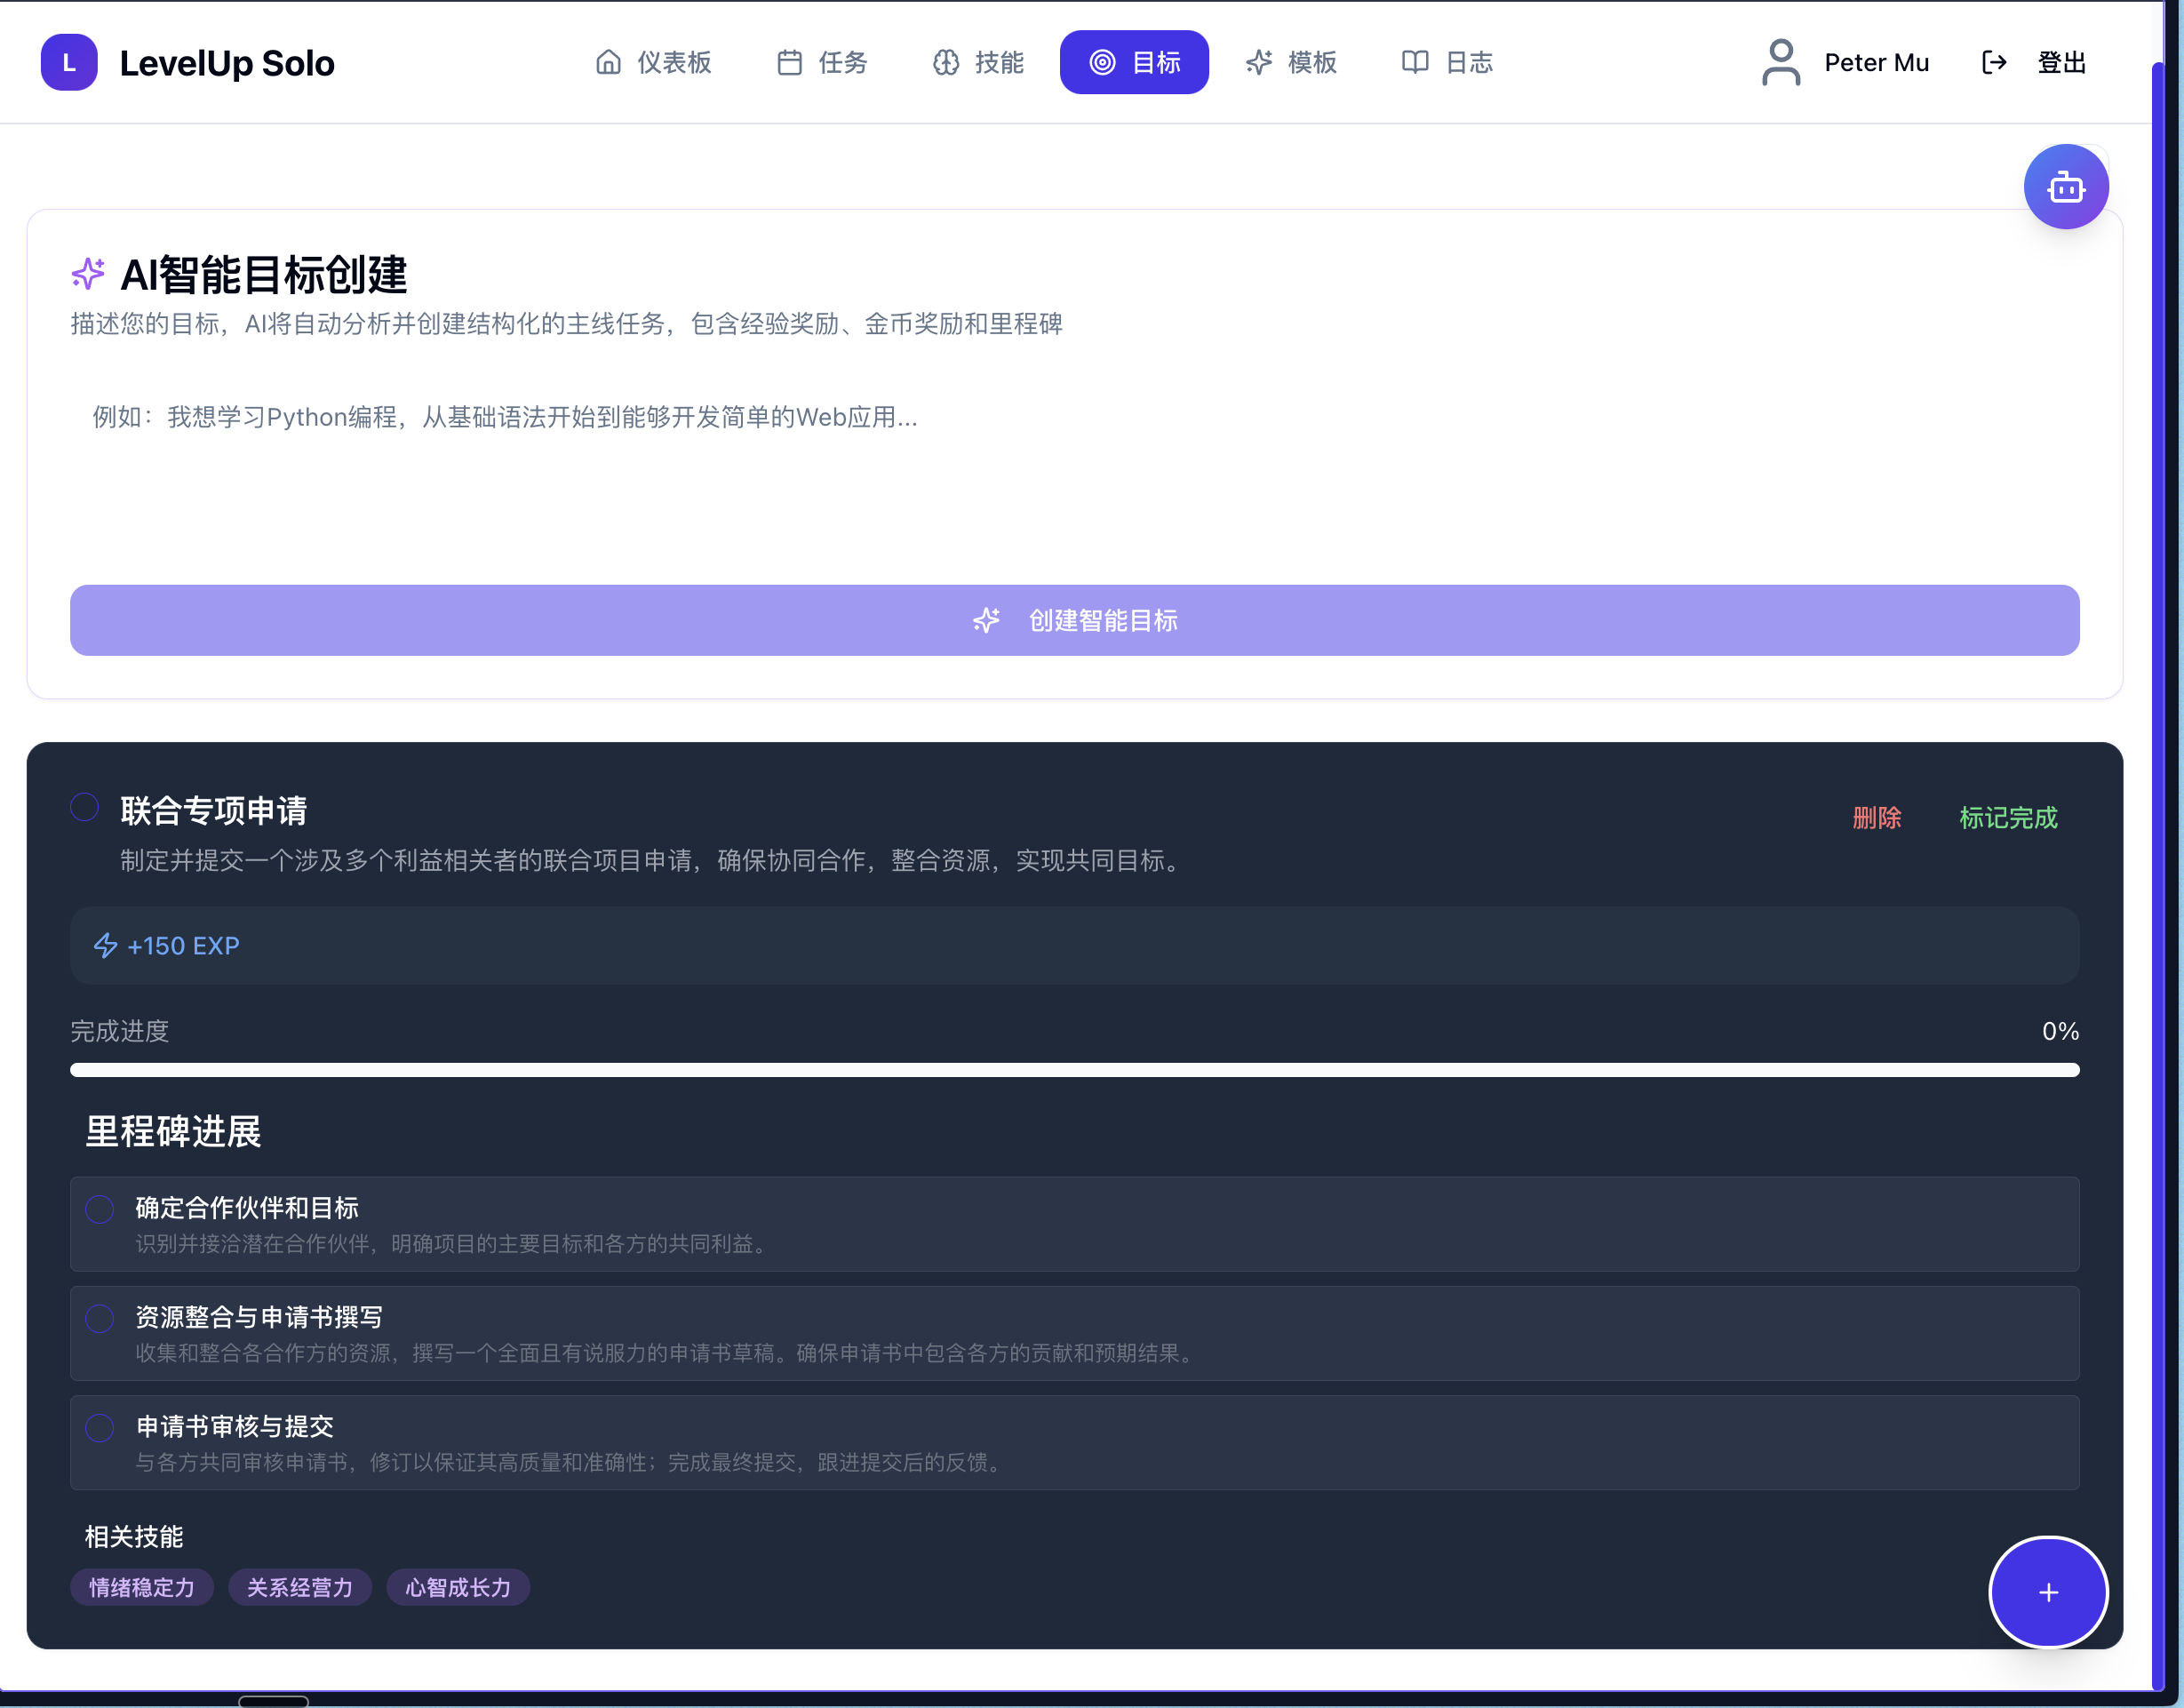 L
LevelUp Solo
仪表板
任务
技能
目标
模板
日志
Peter Mu
登出
AI智能目标创建
描述您的目标，AI将自动分析并创建结构化的主线任务，包含经验奖励、金币奖励和里程碑
例如：我想学习Python编程，从基础语法开始到能够开发简单的Web应用...
创建智能目标
联合专项申请
删除
标记完成
制定并提交一个涉及多个利益相关者的联合项目申请，确保协同合作，整合资源，实现共同目标。
+150 EXP
完成进度
0%
里程碑进展
确定合作伙伴和目标
识别并接洽潜在合作伙伴，明确项目的主要目标和各方的共同利益。
资源整合与申请书撰写
收集和整合各合作方的资源，撰写一个全面且有说服力的申请书草稿。确保申请书中包含各方的贡献和预期结果。
申请书审核与提交
与各方共同审核申请书，修订以保证其高质量和准确性；完成最终提交，跟进提交后的反馈。
相关技能
情绪稳定力
关系经营力
心智成长力
+